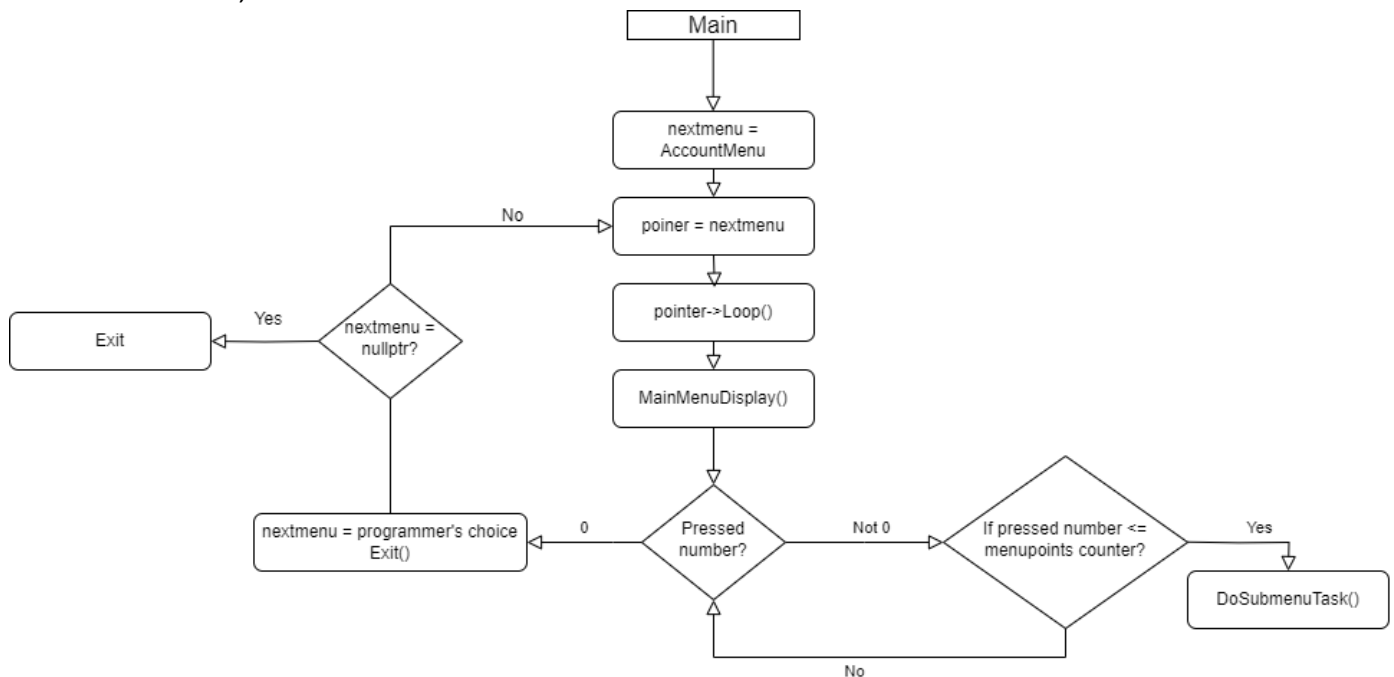 Main
nextmenu =
AccountMenu
No
poiner = nextmenu
Yes
Exit
nextmenu =
nullptr?
pointer->Loop()
MainMenuDisplay()
nextmenu = programmer's choice
Exit()
0
Pressed
number?
Not 0
If pressed number <=
menupoints counter?
Yes
DoSubmenuTask()
No